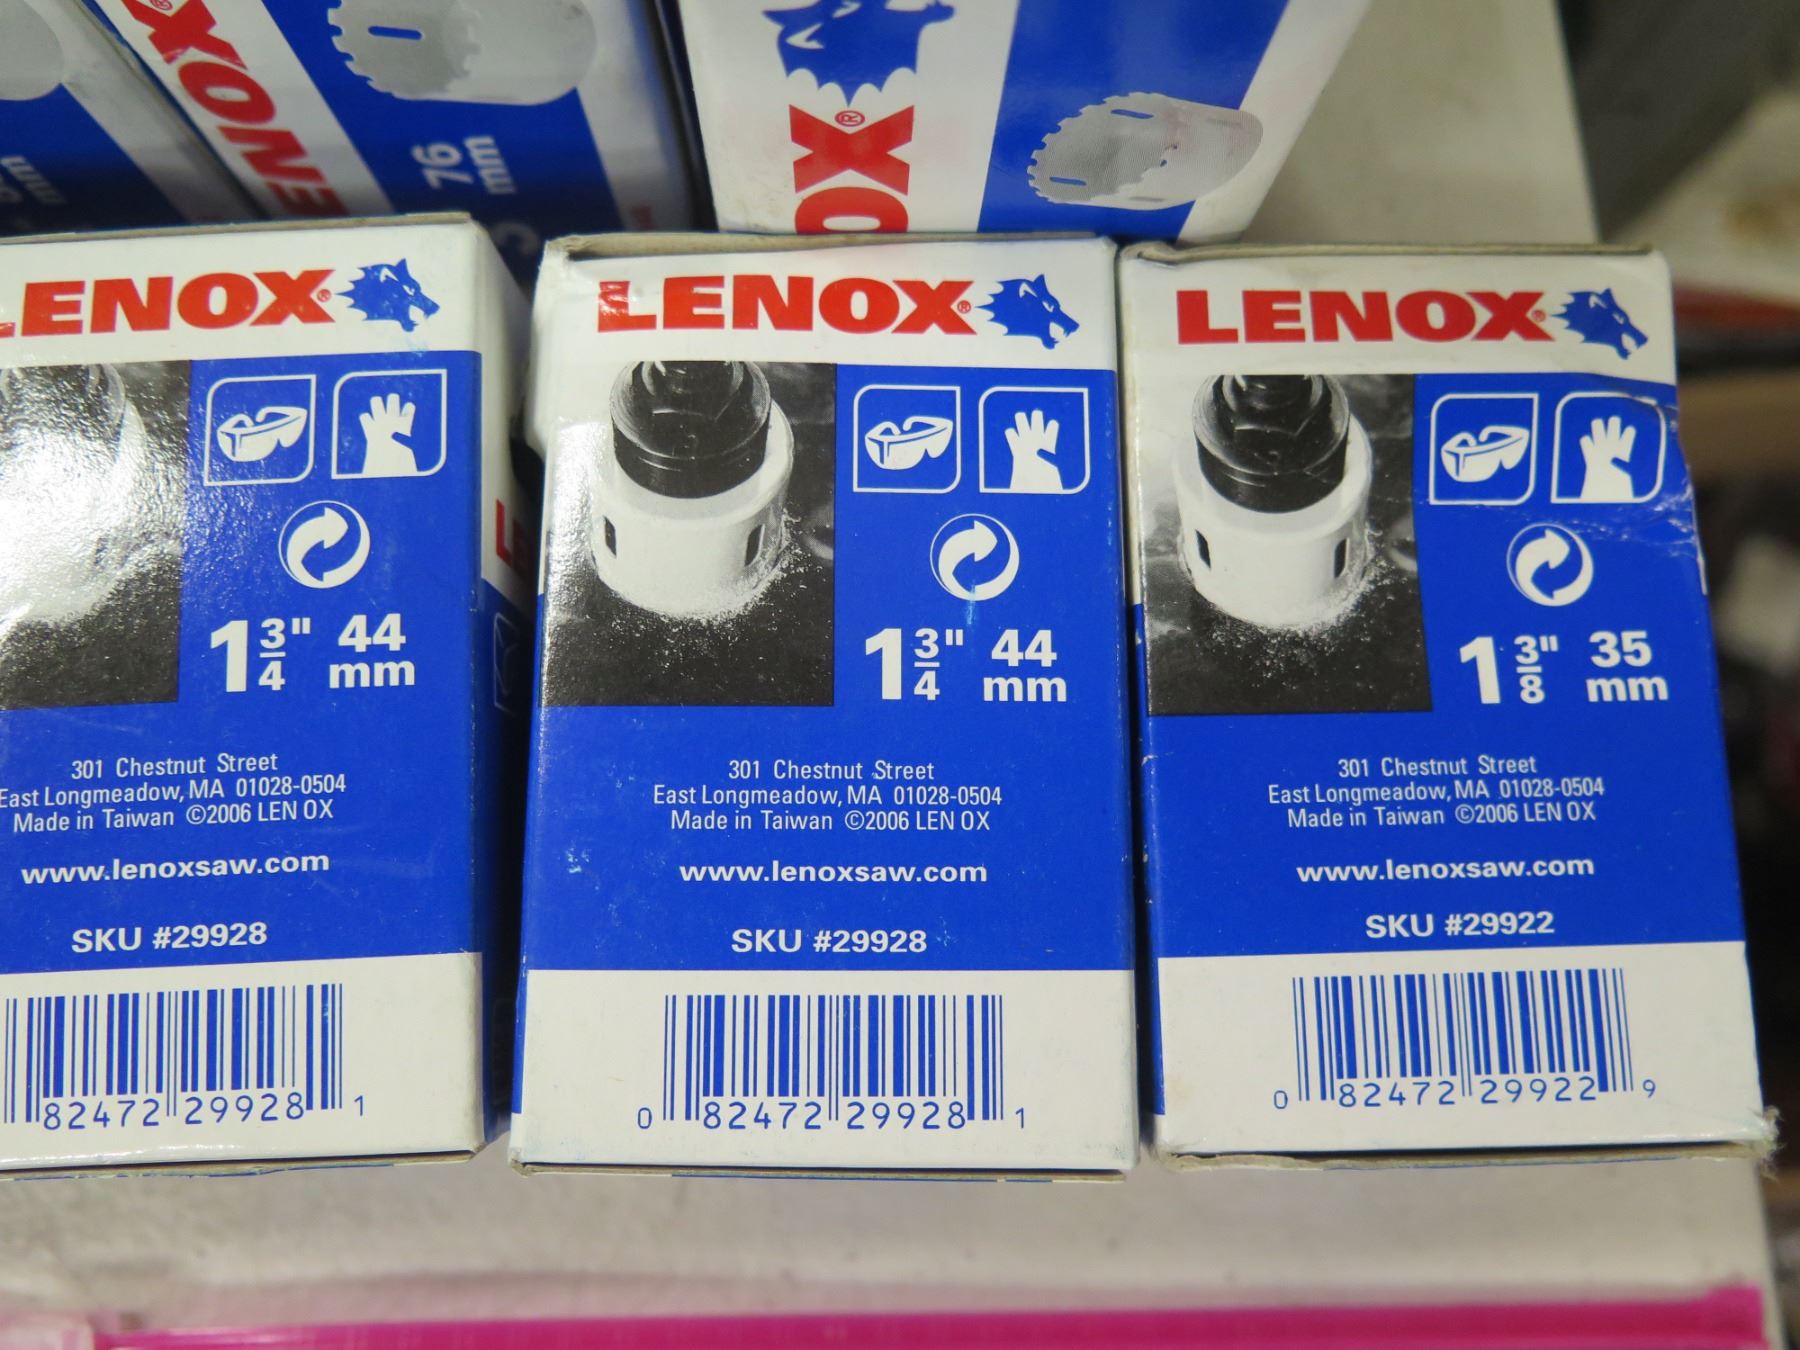 LENOX®
76
mm
3
mm
OX®
LENOX®
1 3/4" 44
mm
301 Chestnut Street
East Longmeadow, MA 01028-0504
Made in Taiwan ©2006 LEN OX
www.lenoxsaw.com
SKU #29928
82472 29928 1
LENOX®
1 3/4" 44
mm
301 Chestnut Street
East Longmeadow, MA 01028-0504
Made in Taiwan ©2006 LEN OX
www.lenoxsaw.com
SKU #29928
0 82472 29928 1
LENOX®
1 3/8" 35
mm
301 Chestnut Street
East Longmeadow, MA 01028-0504
Made in Taiwan ©2006 LEN OX
www.lenoxsaw.com
SKU #29922
0 82472 29922 9